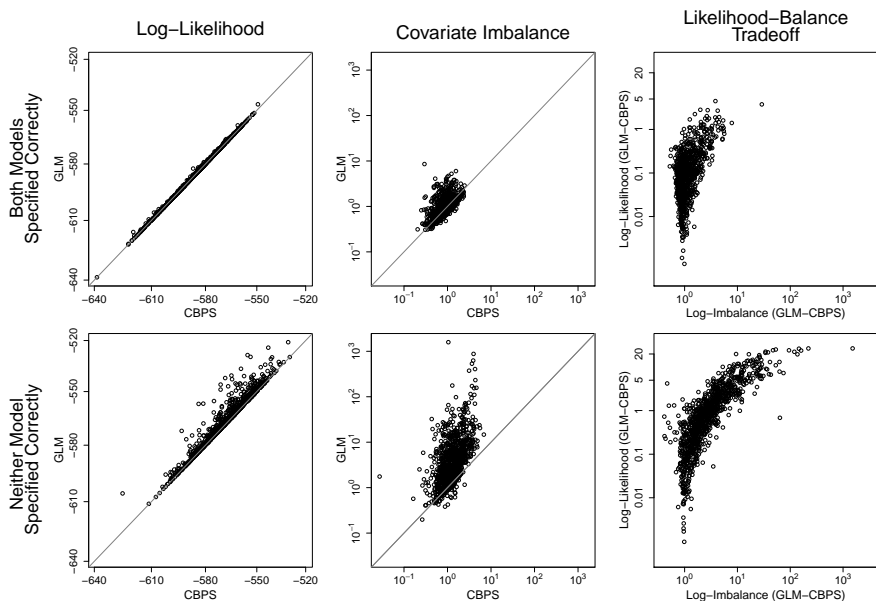 Log−Likelihood
Covariate Imbalance
Likelihood−Balance
Tradeoff
Both Models
Specified Correctly
GLM
−520
−550
−580
−610
−640
−640
−610
−580
−550
−520
CBPS
GLM
10^3
10^2
10^1
10^0
10^−1
10^−1
10^0
10^1
10^2
10^3
CBPS
Log−Likelihood (GLM−CBPS)
20
5
1
0.1
0.01
10^0
10^1
10^2
10^3
Log−Imbalance (GLM−CBPS)
Neither Model
Specified Correctly
GLM
−520
−550
−580
−610
−640
−640
−610
−580
−550
−520
CBPS
GLM
10^3
10^2
10^1
10^0
10^−1
10^−1
10^0
10^1
10^2
10^3
CBPS
Log−Likelihood (GLM−CBPS)
20
5
1
0.1
0.01
10^0
10^1
10^2
10^3
Log−Imbalance (GLM−CBPS)